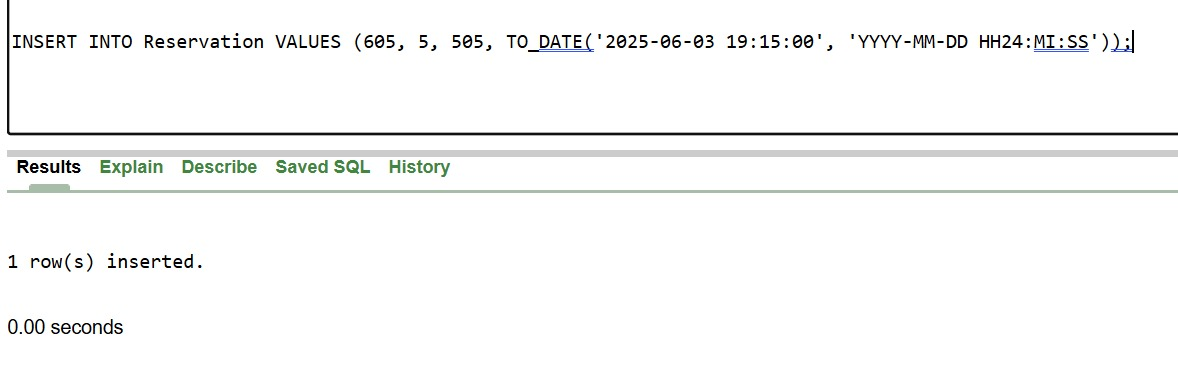 INSERT INTO Reservation VALUES (605, 5, 505, TO_DATE('2025-06-03 19:15:00', 'YYYY-MM-DD HH24:MI:SS'));
Results Explain Describe Saved SQL History
1 row(s) inserted.
0.00 seconds